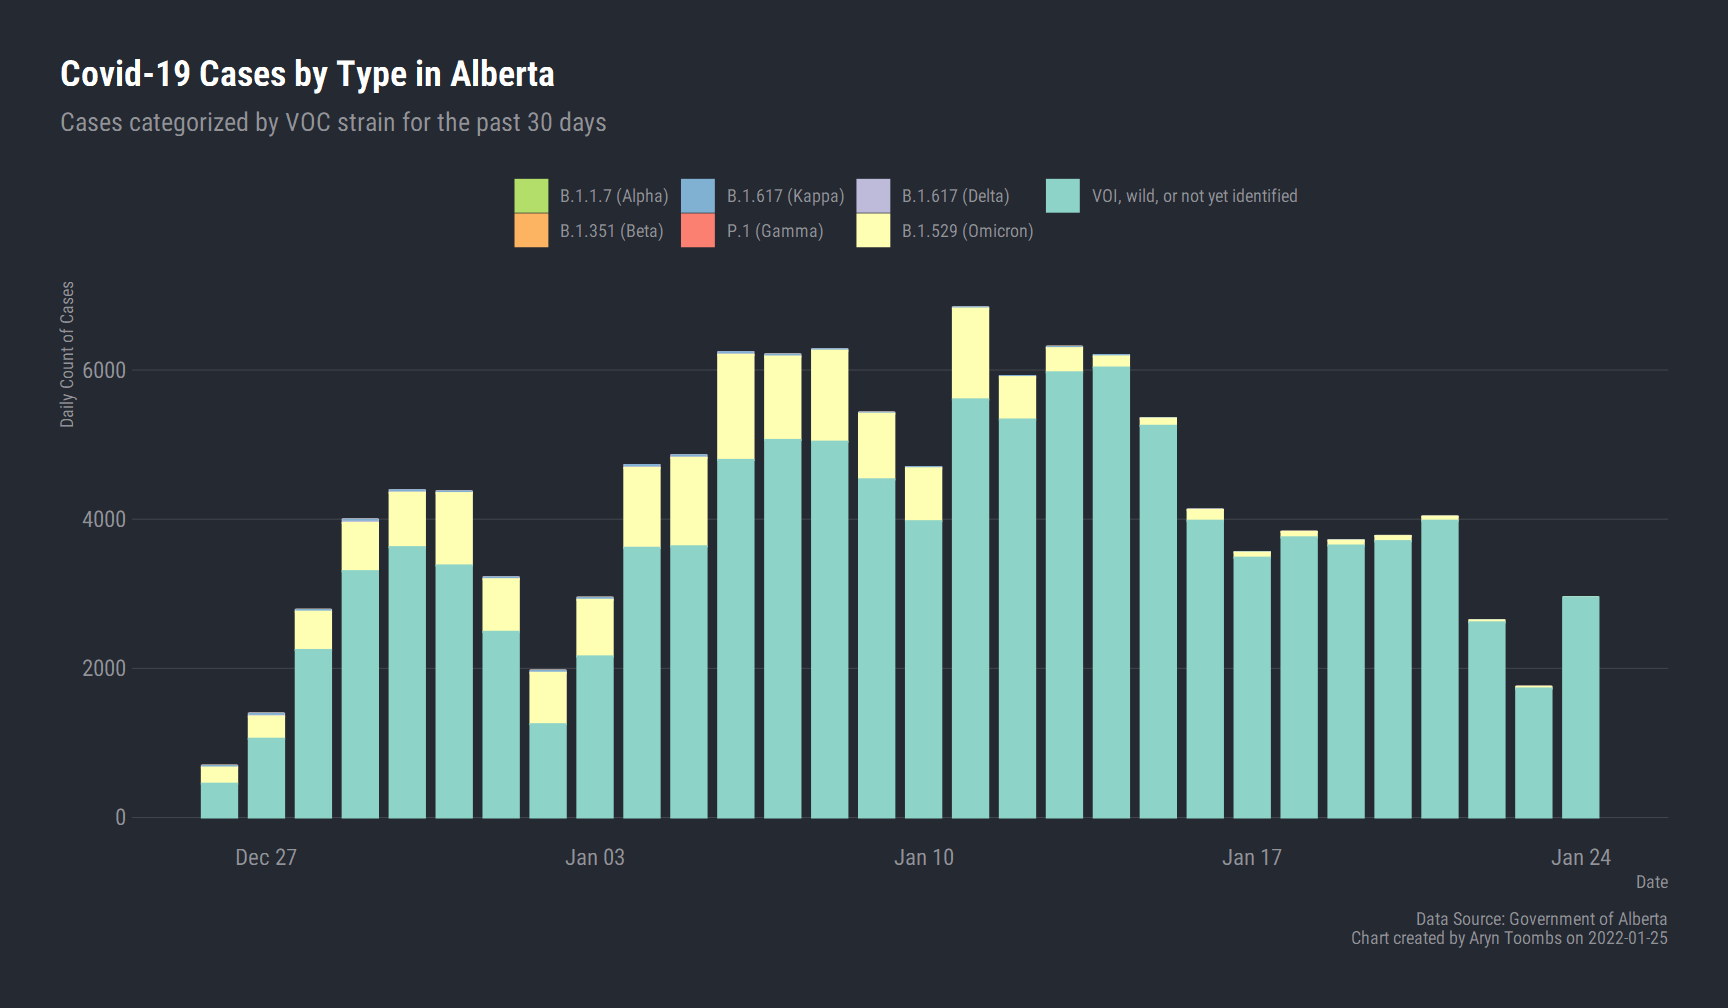 Covid-19 Cases by Type in Alberta
Cases categorized by VOC strain for the past 30 days
B.1.1.7 (Alpha) B.1.617 (Kappa) B.1.617 (Delta) VOI, wild, or not yet identified
B.1.351 (Beta) P.1 (Gamma) B.1.529 (Omicron)
Daily Count of Cases
6000
4000
2000
0
Dec 27 Jan 03 Jan 10 Jan 17 Jan 24
Date
Data Source: Government of Alberta
Chart created by Aryn Toombs on 2022-01-25